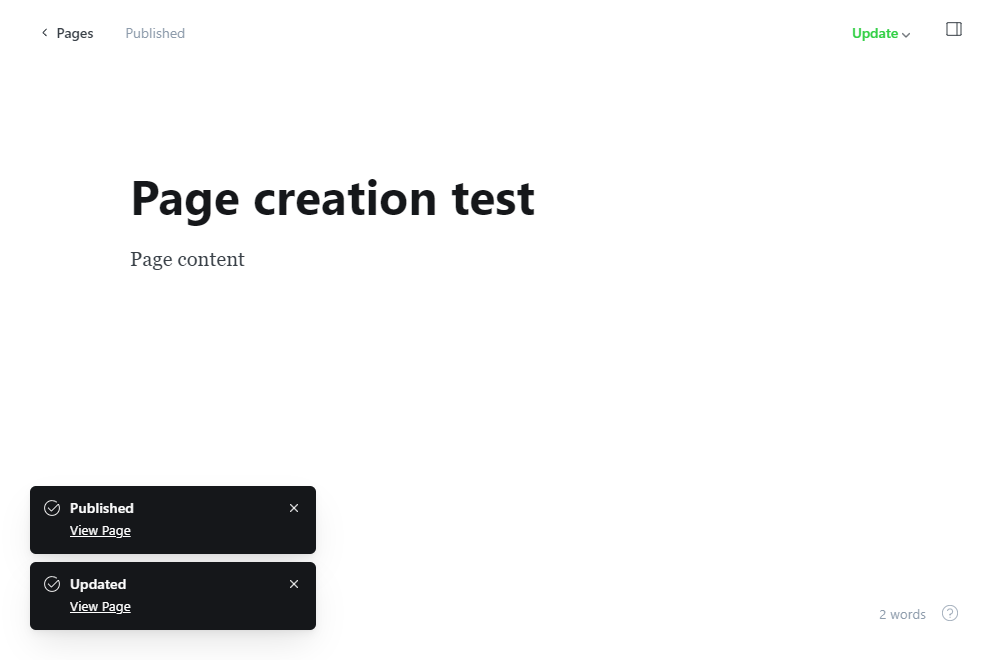 Pages Published Update
Page creation test
Page content
Published
View Page
Updated
View Page
2 words